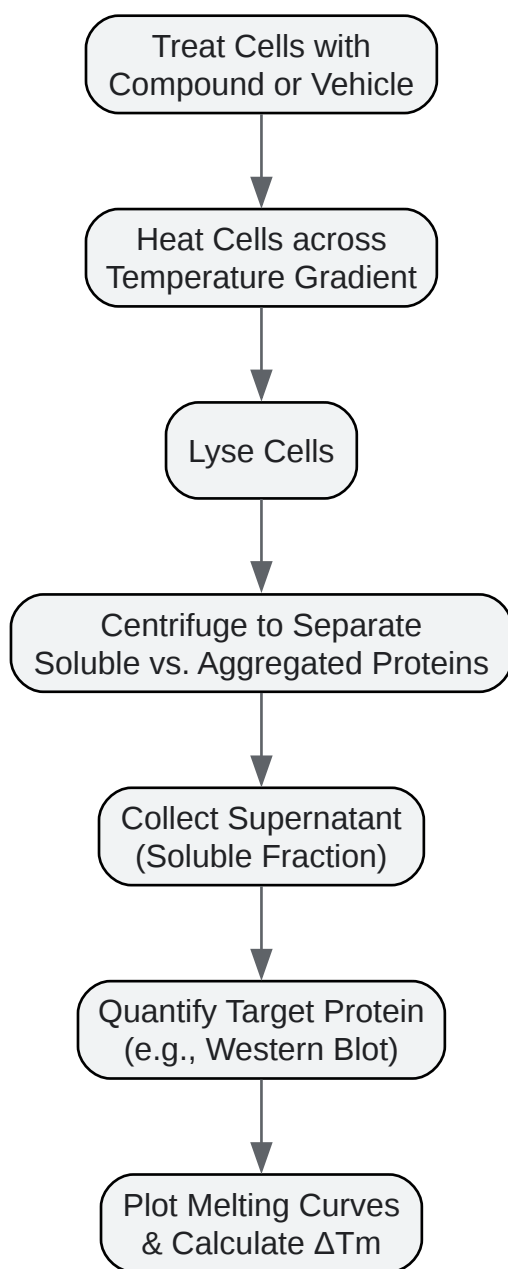 Treat Cells with
Compound or Vehicle
Heat Cells across
Temperature Gradient
Lyse Cells
Centrifuge to Separate
Soluble vs. Aggregated Proteins
Collect Supernatant
(Soluble Fraction)
Quantify Target Protein
(e.g., Western Blot)
Plot Melting Curves
& Calculate ΔTm